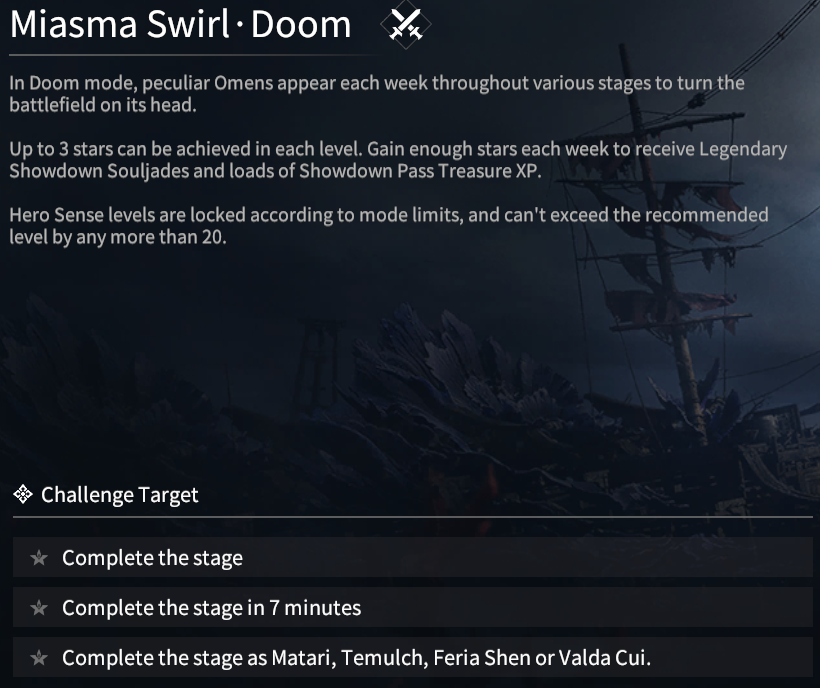 Miasma Swirl·Doom
In Doom mode, peculiar Omens appear each week throughout various stages to turn the
battlefield on its head.
Up to 3 stars can be achieved in each level. Gain enough stars each week to receive Legendary
Showdown Souljades and loads of Showdown Pass Treasure XP.
Hero Sense levels are locked according to mode limits, and can't exceed the recommended
level by any more than 20.
Challenge Target
Complete the stage
Complete the stage in 7 minutes
Complete the stage as Matari, Temulch, Feria Shen or Valda Cui.